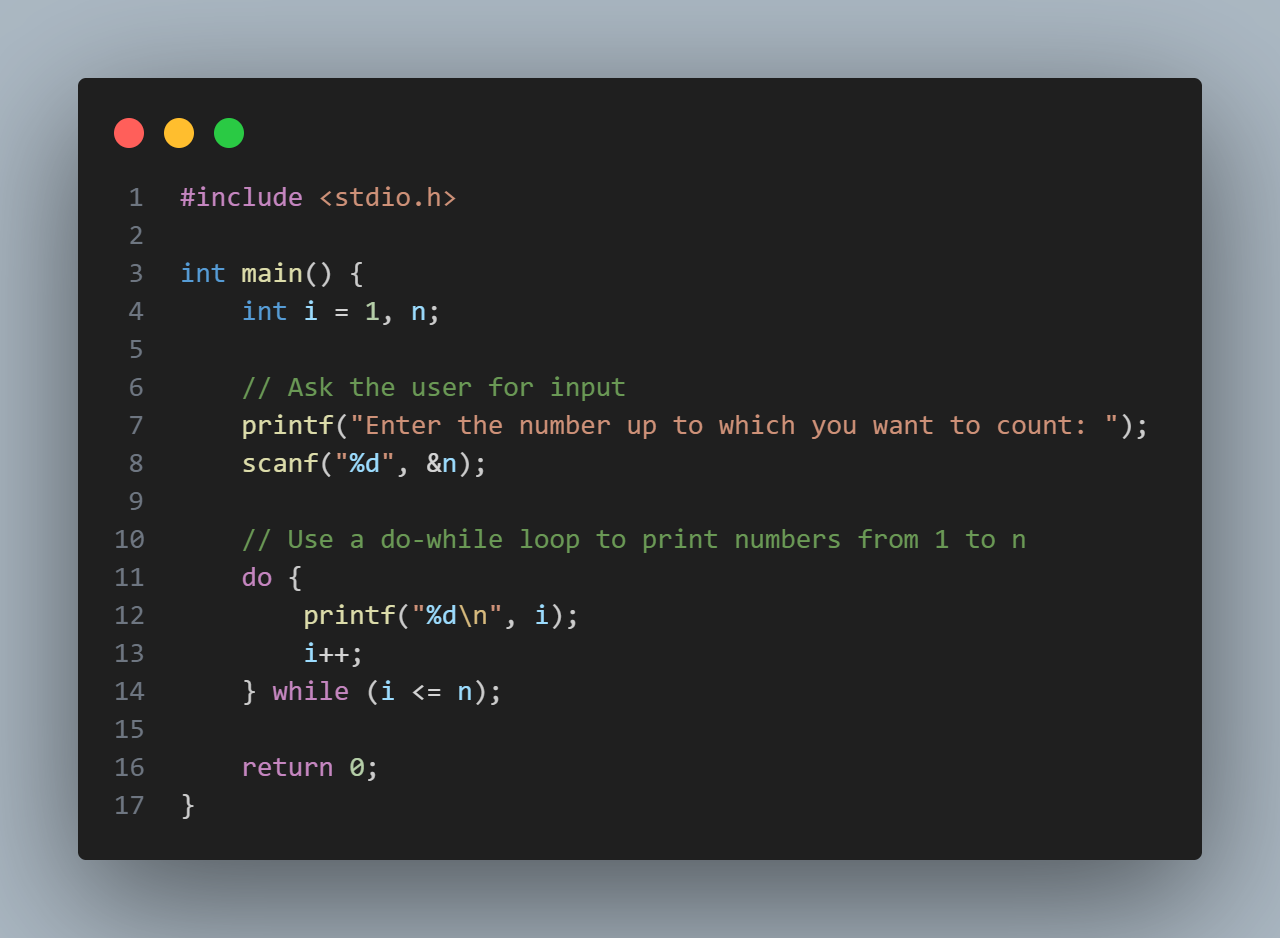 1 #include <stdio.h>
2
3 int main() {
4     int i = 1, n;
5
6     // Ask the user for input
7     printf("Enter the number up to which you want to count: ");
8     scanf("%d", &n);
9
10     // Use a do-while loop to print numbers from 1 to n
11     do {
12         printf("%d\n", i);
13         i++;
14     } while (i <= n);
15
16     return 0;
17 }